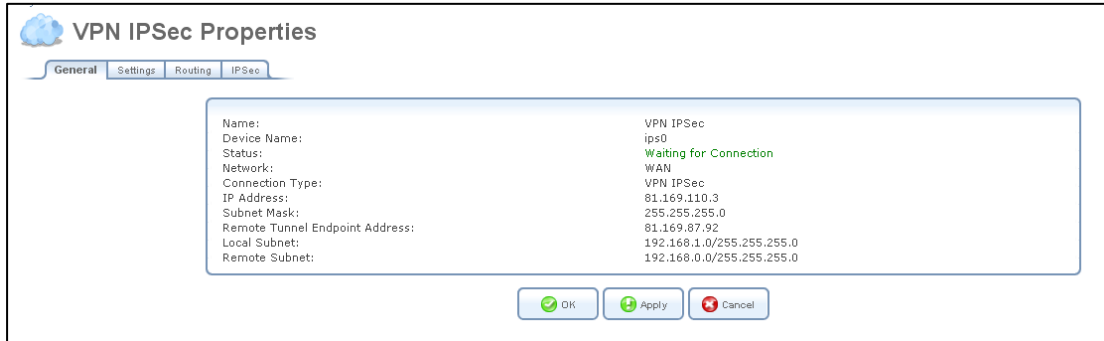 VPN IPSec Properties
General Settings Routing IPSec
Name: VPN IPSec
Device Name: ips0
Status: Waiting for Connection
Network: WAN
Connection Type: VPN IPSec
IP Address: 81.169.110.3
Subnet Mask: 255.255.255.0
Remote Tunnel Endpoint Address: 81.169.87.92
Local Subnet: 192.168.1.0/255.255.255.0
Remote Subnet: 192.168.0.0/255.255.255.0
OK Apply Cancel